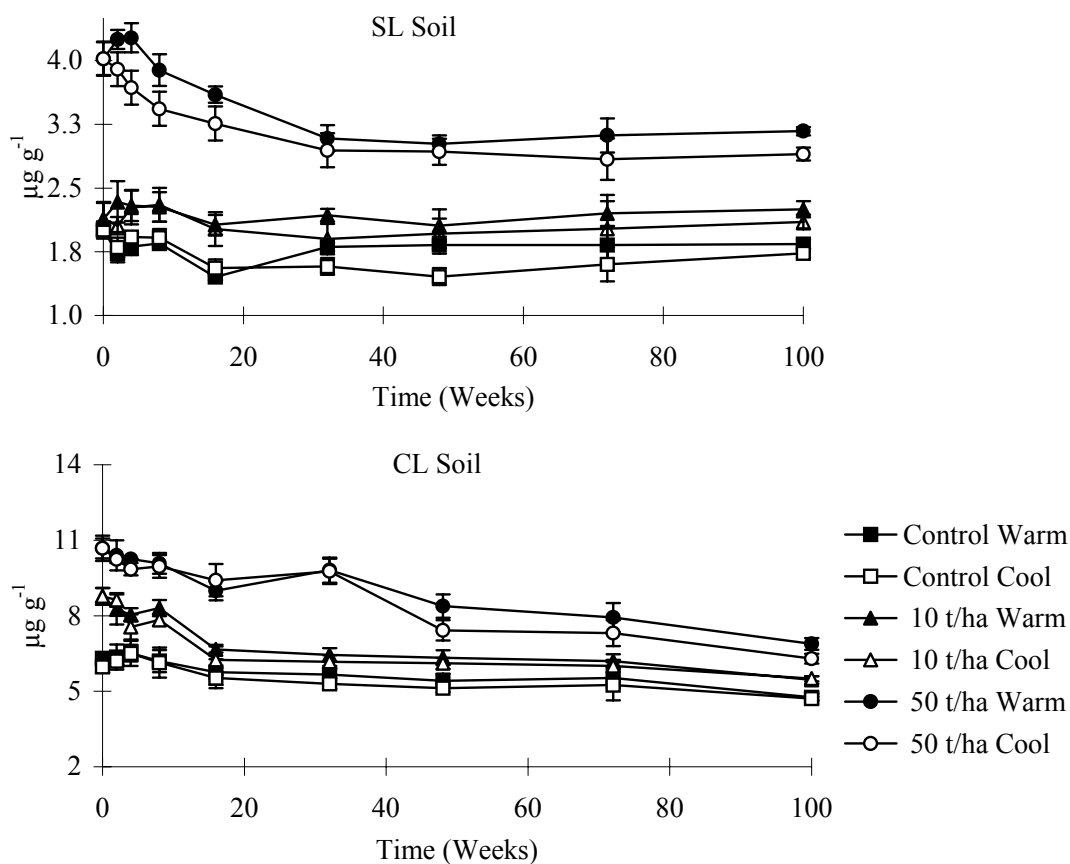 SL Soil
4.0
3.3
2.5
1.8
1.0
µg g-1
0 20 40 60 80 100
Time (Weeks)
CL Soil
14
11
8
5
2
µg g-1
0 20 40 60 80 100
Time (Weeks)
Control Warm
Control Cool
10 t/ha Warm
10 t/ha Cool
50 t/ha Warm
50 t/ha Cool